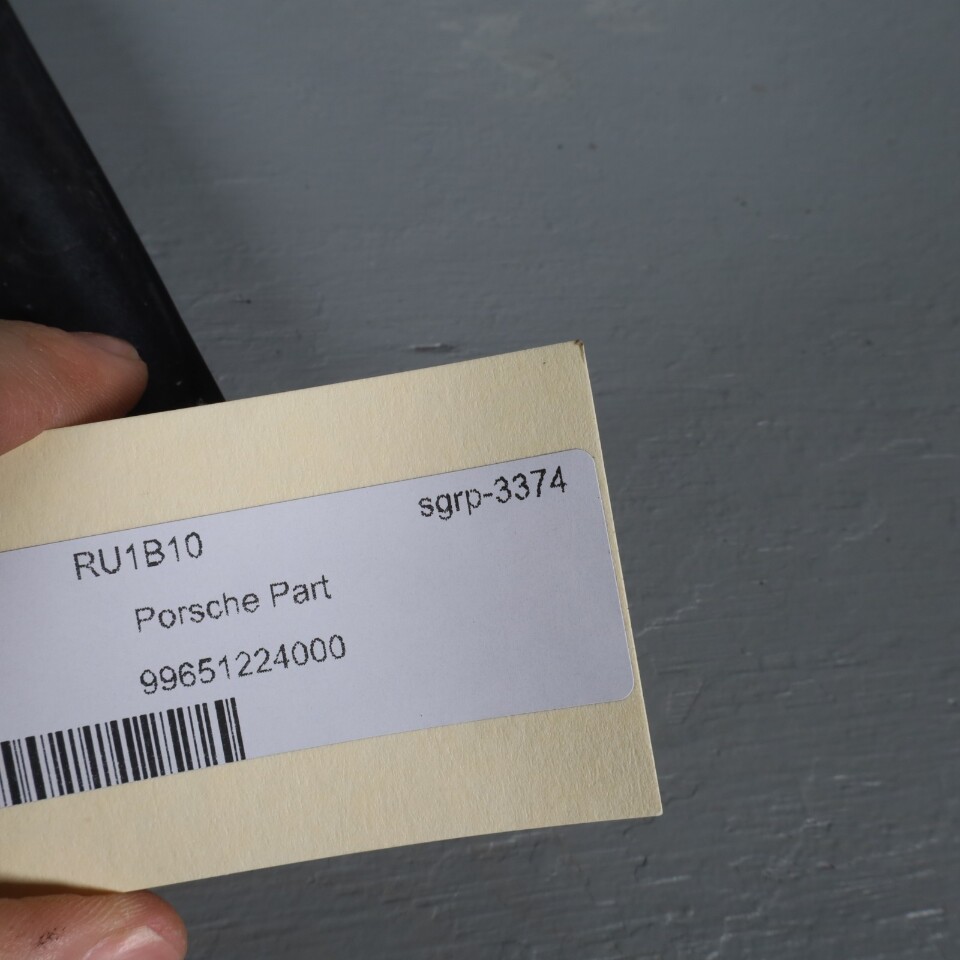 sgrp-3374
RU1B10
Porsche Part
99651224000